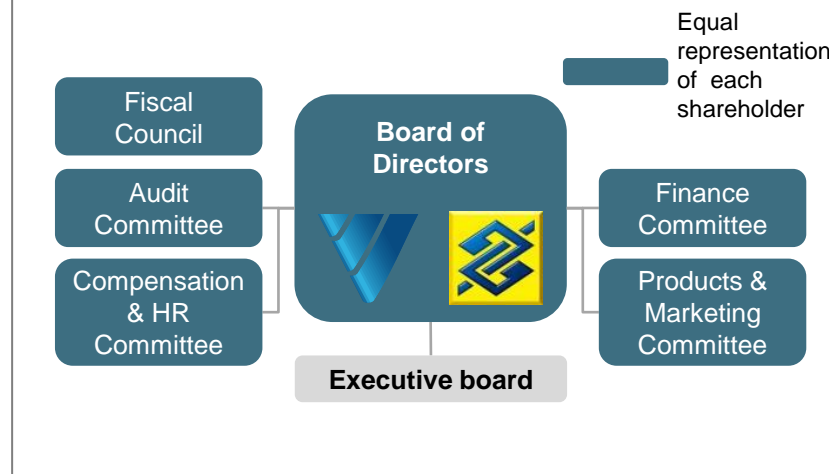 Equal
representation
of each
shareholder
Fiscal
Council
Board of
Directors
Audit
Committee
Finance
Committee
Compensation
& HR
Committee
Products &
Marketing
Committee
Executive board